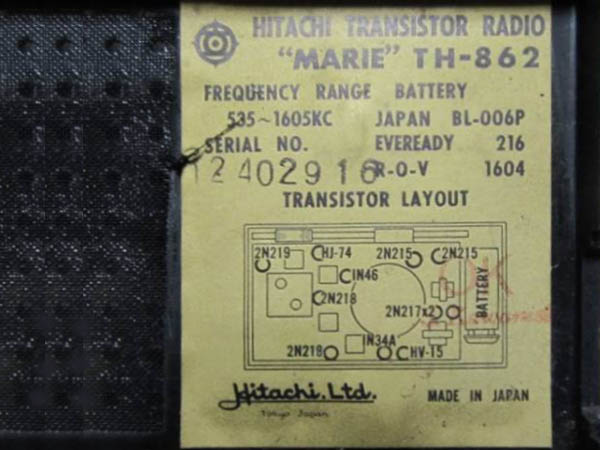 HITACHI TRANSISTOR RADIO
"MARIE" TH-862
FREQUENCY RANGE BATTERY
535~1605KC JAPAN BL-006P
SERIAL NO. EVEREADY 216
12402916 R-O-V 1604
TRANSISTOR LAYOUT
2N219 HJ-74 2N215 2N215
IN46
2N218
2N217x2
BATTERY
OK
IN34A
2N218 HV-15
Hitachi, Ltd.
Tokyo Japan
MADE IN JAPAN